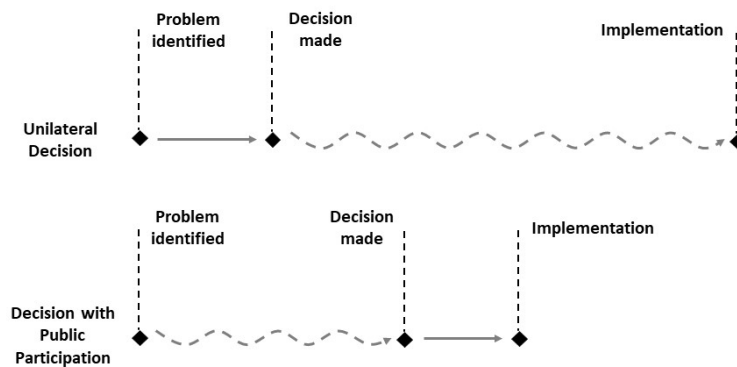 Problem
identified
Decision
made
Implementation
Unilateral
Decision
Problem
identified
Decision
made
Implementation
Decision with
Public
Participation